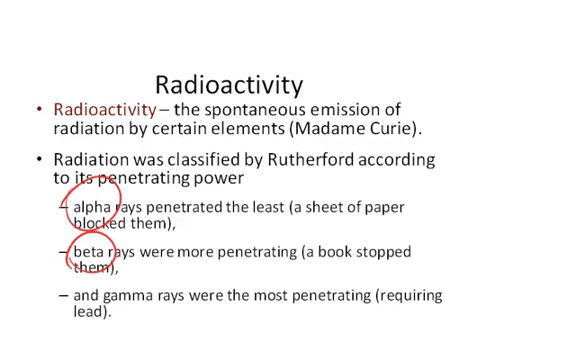 Radioactivity
• Radioactivity – the spontaneous emission of
radiation by certain elements (Madame Curie).
• Radiation was classified by Rutherford according
to its penetrating power
– alpha rays penetrated the least (a sheet of paper
blocked them),
– beta rays were more penetrating (a book stopped
them),
– and gamma rays were the most penetrating (requiring
lead).